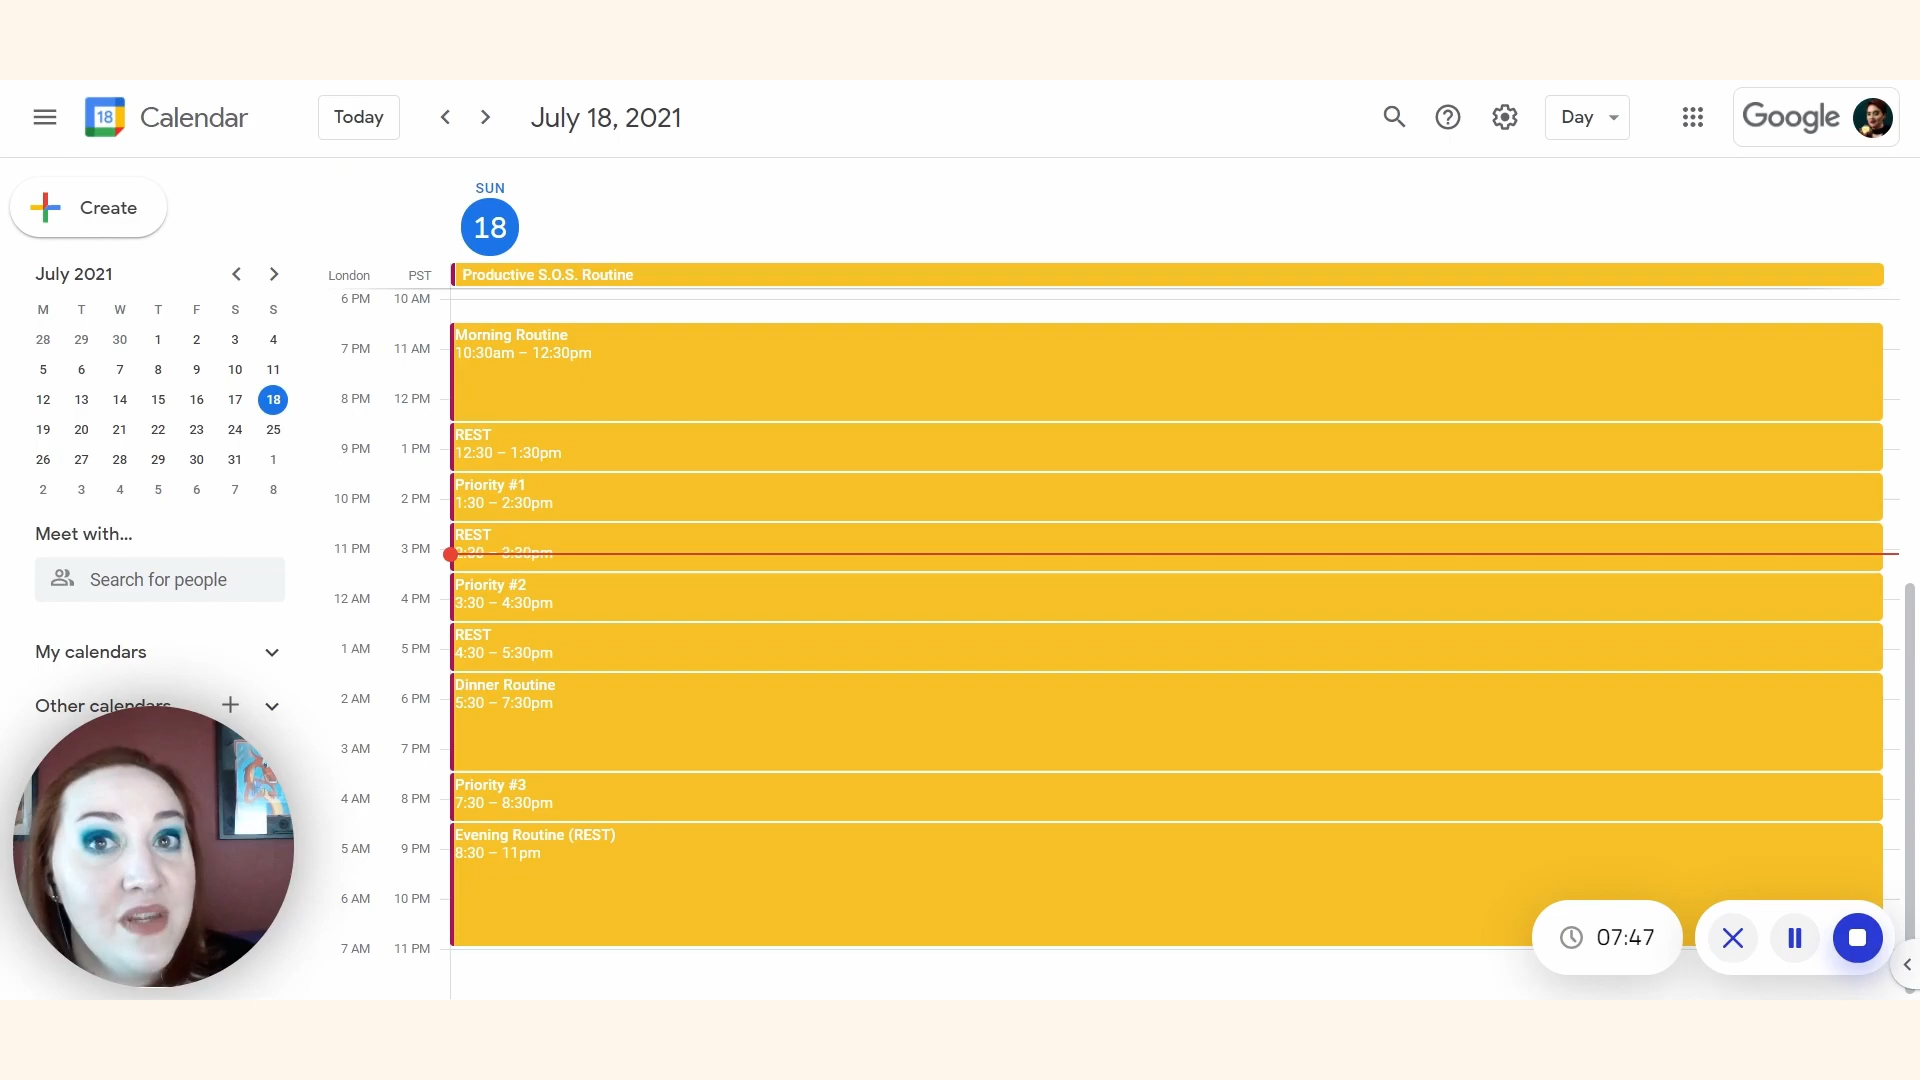 18 Calendar Today July 18, 2021 Day Google
Create
SUN
18
July 2021
M T W T F S S
28 29 30 1 2 3 4
5 6 7 8 9 10 11
12 13 14 15 16 17 18
19 20 21 22 23 24 25
26 27 28 29 30 31 1
2 3 4 5 6 7 8
Meet with...
Search for people
My calendars
Other calendars
London PST Productive S.O.S. Routine
6 PM 10 AM
Morning Routine
7 PM 11 AM 10:30am – 12:30pm
8 PM 12 PM
REST
9 PM 1 PM 12:30 – 1:30pm
Priority #1
10 PM 2 PM 1:30 – 2:30pm
REST
11 PM 3 PM 2:30 – 3:30pm
Priority #2
12 AM 4 PM 3:30 – 4:30pm
REST
1 AM 5 PM 4:30 – 5:30pm
Dinner Routine
2 AM 6 PM 5:30 – 7:30pm
3 AM 7 PM
Priority #3
4 AM 8 PM 7:30 – 8:30pm
Evening Routine (REST)
5 AM 9 PM 8:30 – 11pm
6 AM 10 PM
7 AM 11 PM
07:47